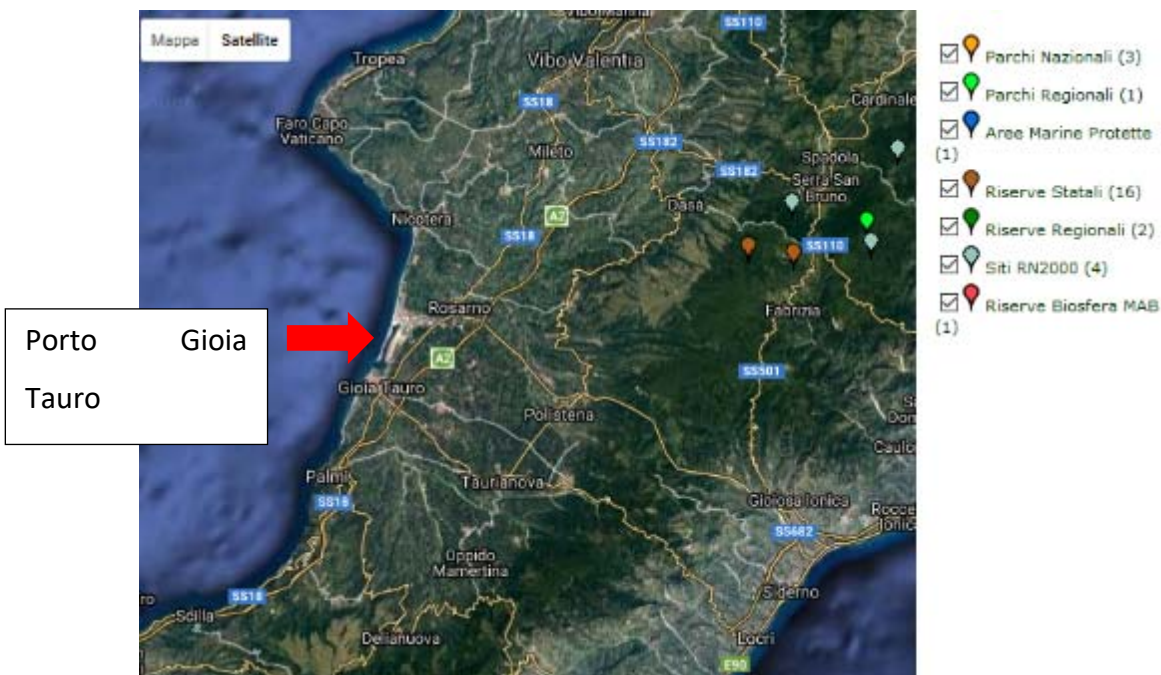 Mappa Satellite
SS110
Vibo Valentia
Tropea
Cardinale
SS18
Faro Capo
Vaticano
SS182
Mileto
Spadola
SS182
Serra San
Bruno
Dasà
Nicotera
A2
SS18
SS110
Rosarno
Fabrizia
A2
SS501
Gioia Tauro
Polistena
Palmi
Taurianova
SS18
Gioiosa Ionica
SS682
Oppido
Mamertina
Siderno
SS18
Scilla
Delianuova
Locri
E90
Porto Gioia
Tauro
Parchi Nazionali (3)
Parchi Regionali (1)
Aree Marine Protette
(1)
Riserve Statali (16)
Riserve Regionali (2)
Siti RN2000 (4)
Riserve Biosfera MAB
(1)